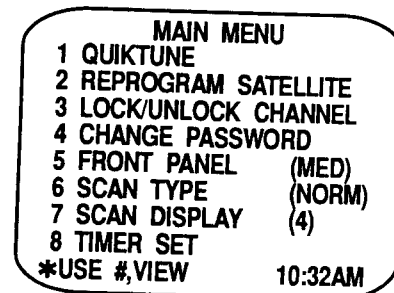 MAIN MENU
1 QUIKTUNE
2 REPROGRAM SATELLITE
3 LOCK/UNLOCK CHANNEL
4 CHANGE PASSWORD
5 FRONT PANEL (MED)
6 SCAN TYPE (NORM)
7 SCAN DISPLAY (4)
8 TIMER SET
*USE #,VIEW 10:32AM